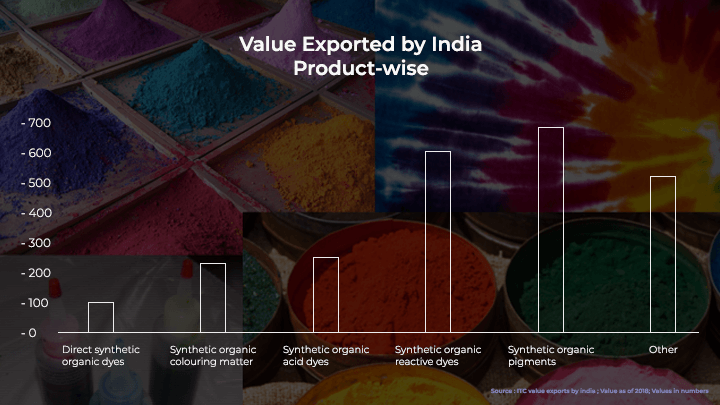 Value Exported by India
Product-wise
- 700
- 600
- 500
- 400
- 300
- 200
- 100
- 0
Direct synthetic
organic dyes
Synthetic organic
colouring matter
Synthetic organic
acid dyes
Synthetic organic
reactive dyes
Synthetic organic
pigments
Other
Source : ITC value exports by india ; Value as of 2018; Values in numbers